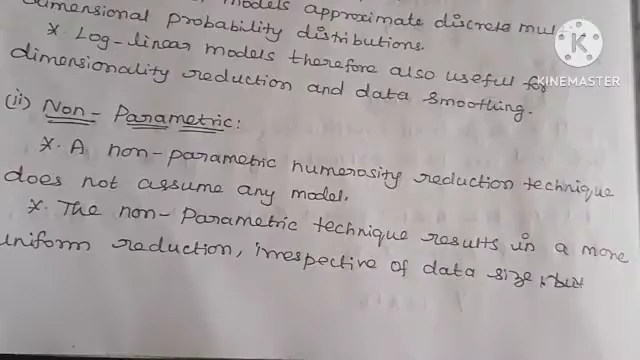 models approximate discrete mul
dimensional probability distributions.
* Log-linear models therefore also useful for
dimensionality reduction and data smoothing.
(ii) Non-Parametric:
* A non-parametric numerosity reduction technique
does not assume any model.
* The non-Parametric technique results in a more
uniform reduction, irrespective of data size, but
KINEMASTER